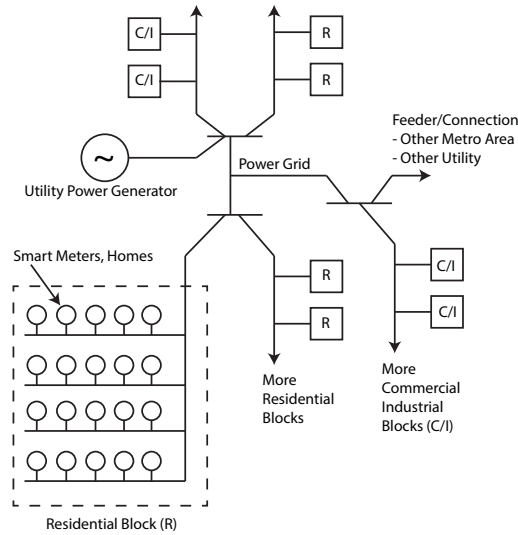 C/I
R
C/I
R
Feeder/Connection
- Other Metro Area
- Other Utility
~
Power Grid
Utility Power Generator
Smart Meters, Homes
C/I
R
C/I
R
More
Residential
Blocks
More
Commercial
Industrial
Blocks (C/I)
Residential Block (R)